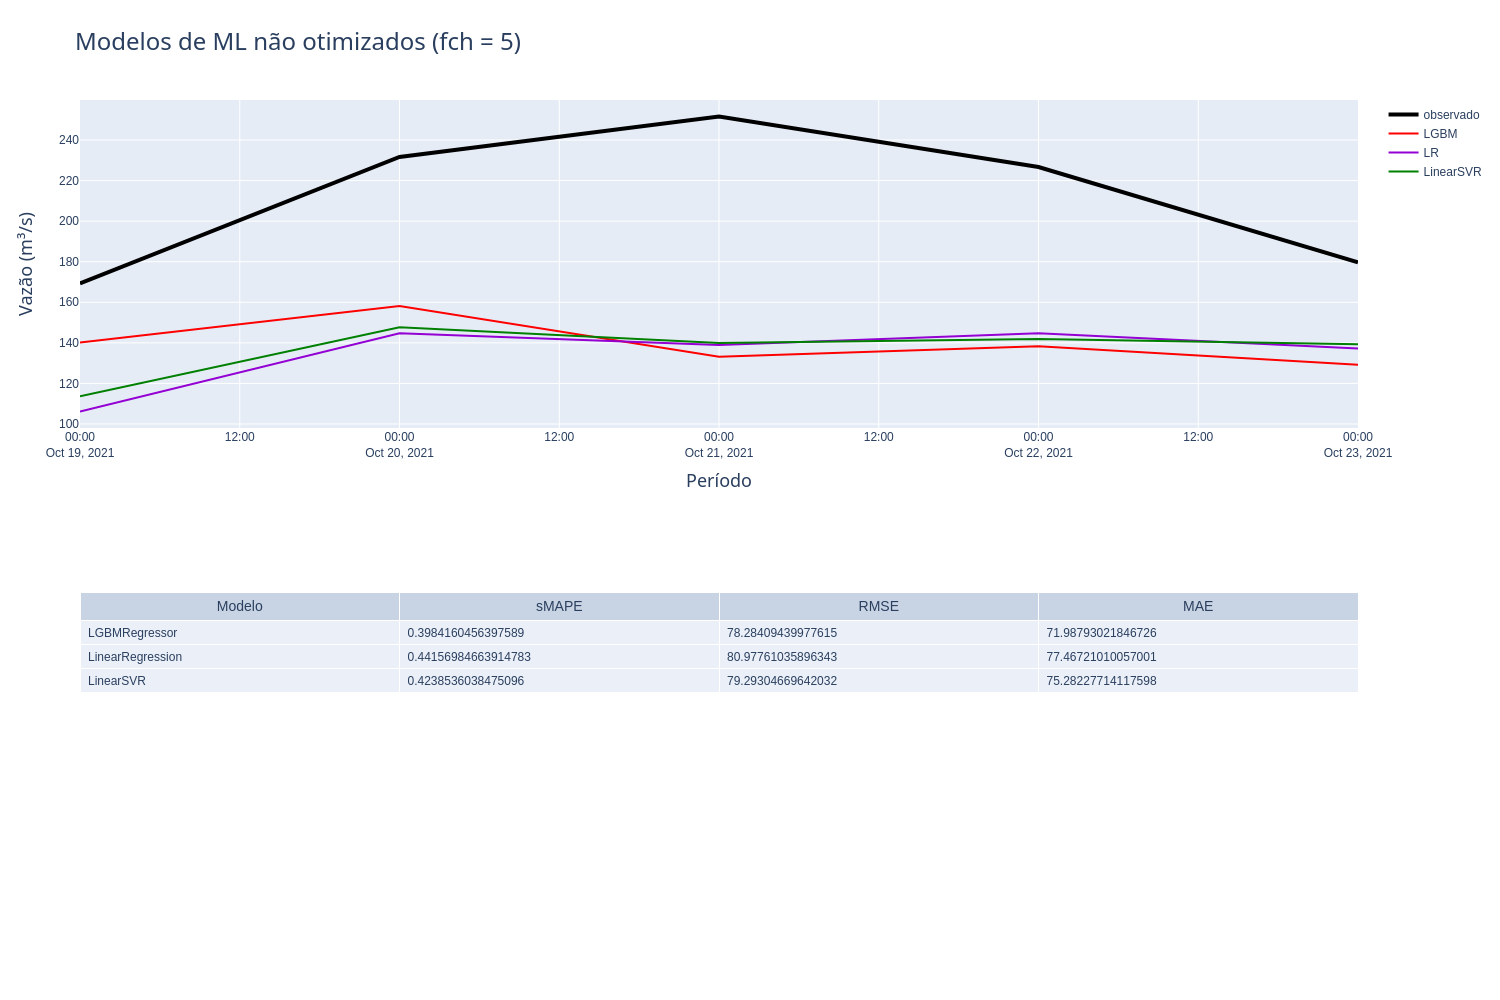 Modelos de ML não otimizados (fch = 5)
observado
LGBM
LR
LinearSVR
Vazão (m³/s)
240
220
200
180
160
140
120
100
00:00 12:00 00:00 12:00 00:00 12:00 00:00 12:00 00:00
Oct 19, 2021 Oct 20, 2021 Oct 21, 2021 Oct 22, 2021 Oct 23, 2021
Período
Modelo sMAPE RMSE MAE
LGBMRegressor 0.3984160456397589 78.28409439977615 71.98793021846726
LinearRegression 0.44156984663914783 80.97761035896343 77.46721010057001
LinearSVR 0.4238536038475096 79.29304669642032 75.28227714117598